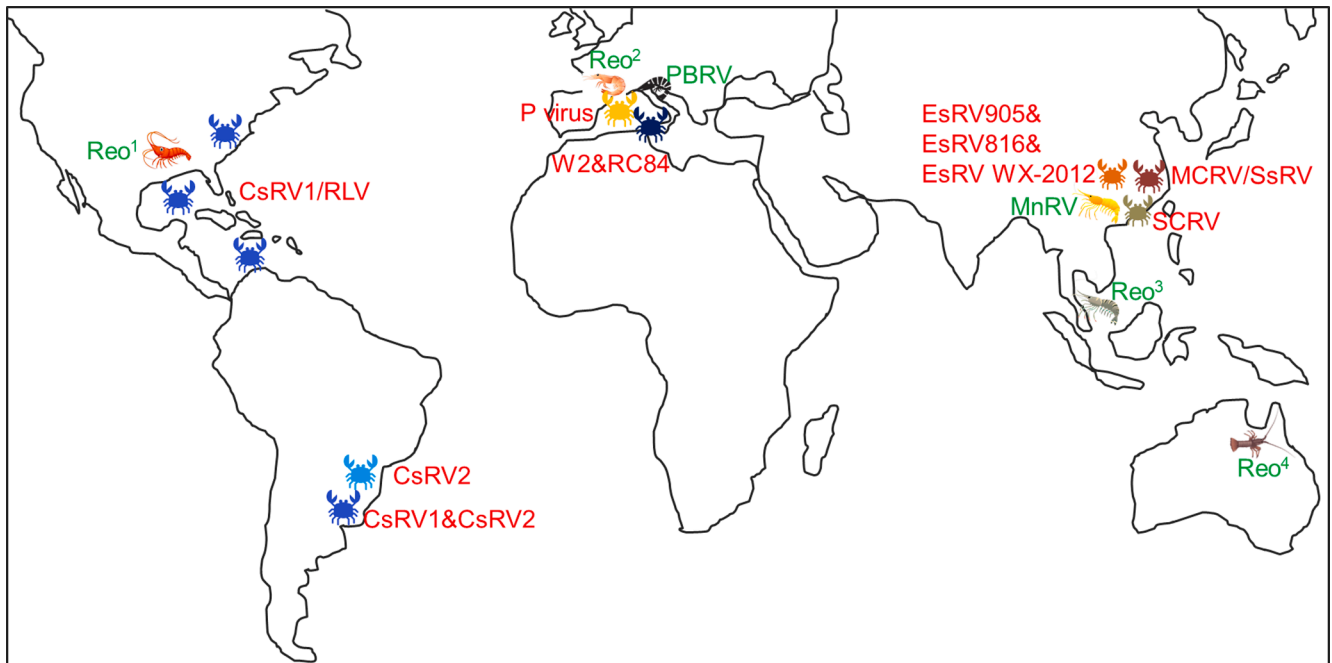 Reo²
PBRV
P virus
W2&RC84
Reo¹
CsRV1/RLV
EsRV905&
EsRV816&
EsRV WX-2012
MCRV/SsRV
MnRV
SCRV
Reo³
Reo⁴
CsRV2
CsRV1&CsRV2